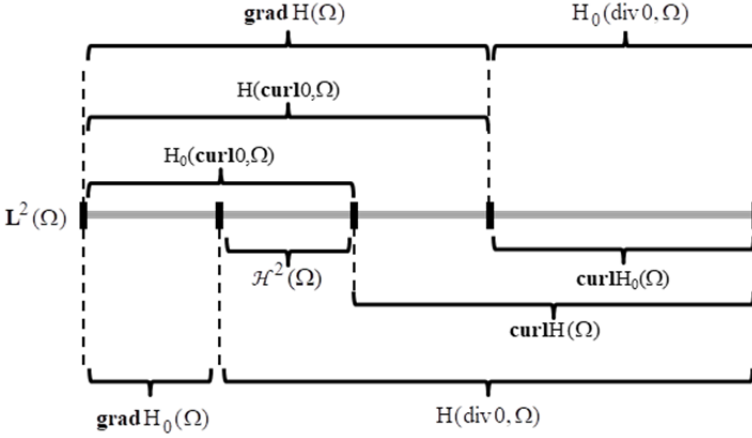 grad H(Ω) H₀(div 0, Ω)
H(curl0,Ω)
H₀(curl0,Ω)
L²(Ω)
ℋ²(Ω) curlH₀(Ω)
curlH(Ω)
grad H₀(Ω) H(div 0, Ω)